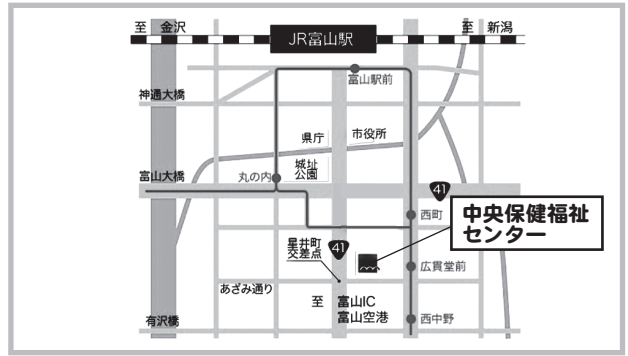 至 金沢
JR富山駅
至 新潟
富山駅前
神通大橋
県庁
市役所
城址
公園
丸の内
富山大橋
41
西町
中央保健福祉
センター
星井町
交差点
41
広貫堂前
あざみ通り
至 富山IC
富山空港
有沢橋
西中野